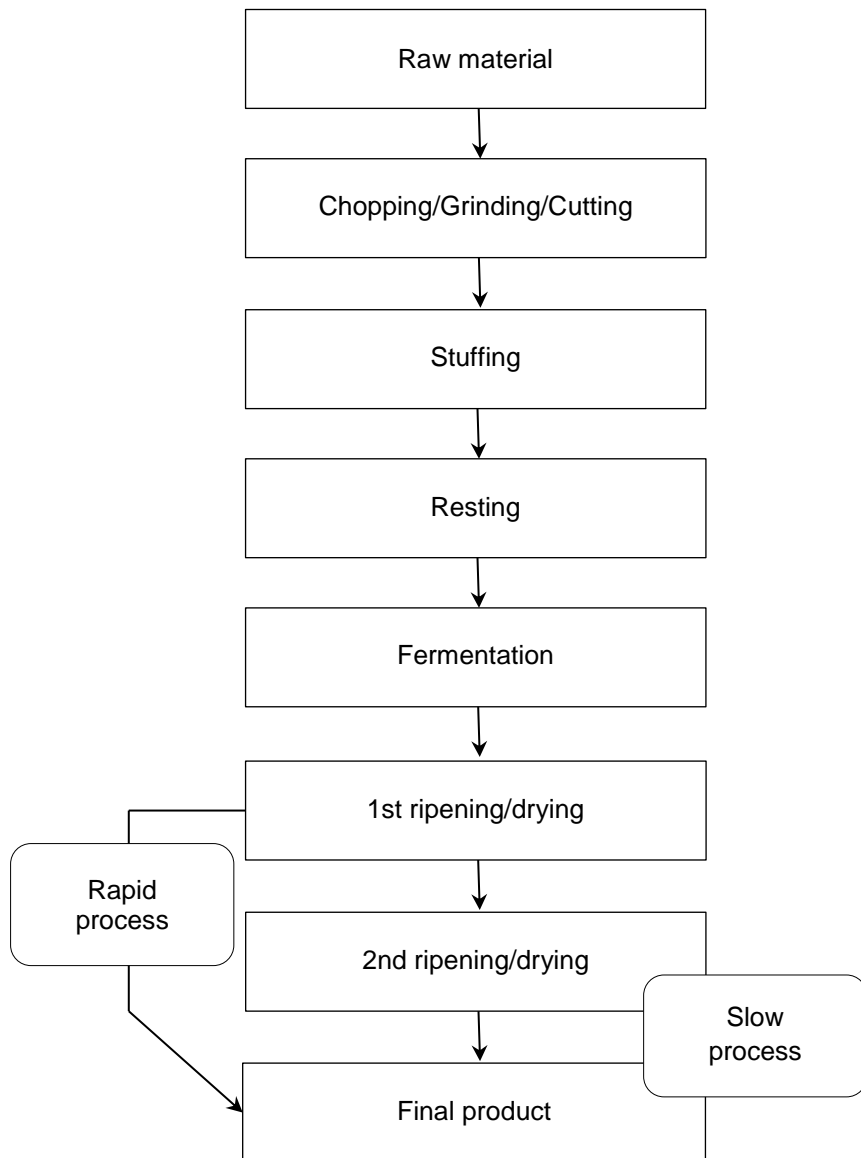 Raw material
Chopping/Grinding/Cutting
Stuffing
Resting
Fermentation
1st ripening/drying
Rapid
process
2nd ripening/drying
Slow
process
Final product